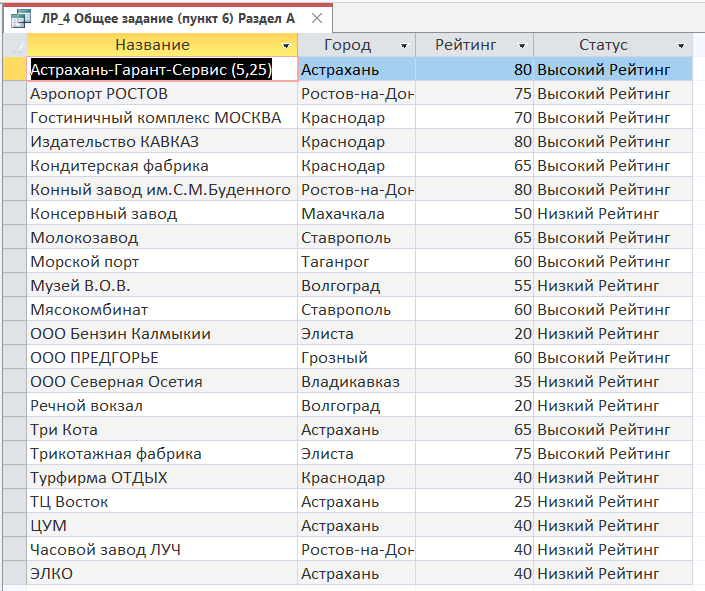 ЛР_4 Общее задание (пункт 6) Раздел А
Название Город Рейтинг Статус
Астрахань-Гарант-Сервис (5,25) Астрахань 80 Высокий Рейтинг
Аэропорт РОСТОВ Ростов-на-Дон 75 Высокий Рейтинг
Гостиничный комплекс МОСКВА Краснодар 70 Высокий Рейтинг
Издательство КАВКАЗ Краснодар 80 Высокий Рейтинг
Кондитерская фабрика Краснодар 65 Высокий Рейтинг
Конный завод им.С.М.Буденного Ростов-на-Дон 80 Высокий Рейтинг
Консервный завод Махачкала 50 Низкий Рейтинг
Молокозавод Ставрополь 65 Высокий Рейтинг
Морской порт Таганрог 60 Высокий Рейтинг
Музей В.О.В. Волгоград 55 Низкий Рейтинг
Мясокомбинат Ставрополь 60 Высокий Рейтинг
ООО Бензин Калмыкии Элиста 20 Низкий Рейтинг
ООО ПРЕДГОРЬЕ Грозный 60 Высокий Рейтинг
ООО Северная Осетия Владикавказ 35 Низкий Рейтинг
Речной вокзал Волгоград 20 Низкий Рейтинг
Три Кота Астрахань 65 Высокий Рейтинг
Трикотажная фабрика Элиста 75 Высокий Рейтинг
Турфирма ОТДЫХ Краснодар 40 Низкий Рейтинг
ТЦ Восток Астрахань 25 Низкий Рейтинг
ЦУМ Астрахань 40 Низкий Рейтинг
Часовой завод ЛУЧ Ростов-на-Дон 40 Низкий Рейтинг
ЭЛКО Астрахань 40 Низкий Рейтинг